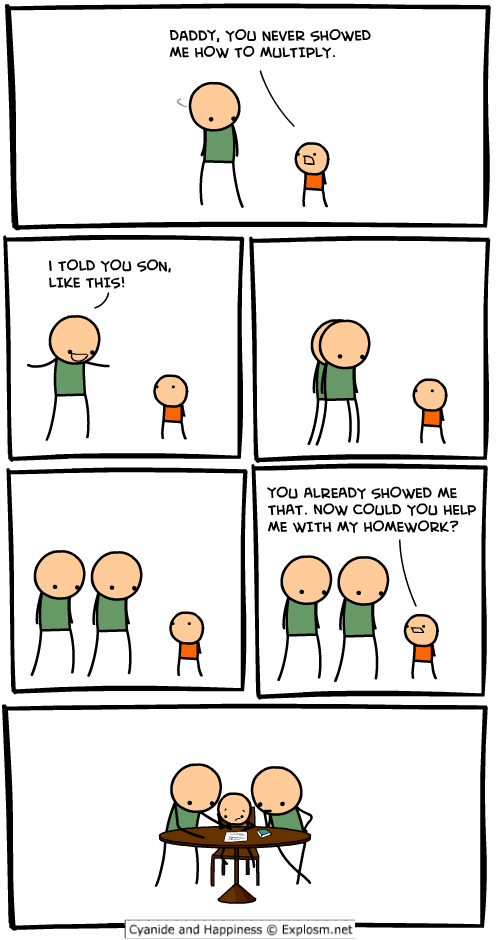 DADDY, YOU NEVER SHOWED
ME HOW TO MULTIPLY.
I TOLD YOU SON,
LIKE THIS!
YOU ALREADY SHOWED ME
THAT. NOW COULD YOU HELP
ME WITH MY HOMEWORK?
Cyanide and Happiness © Explosm.net